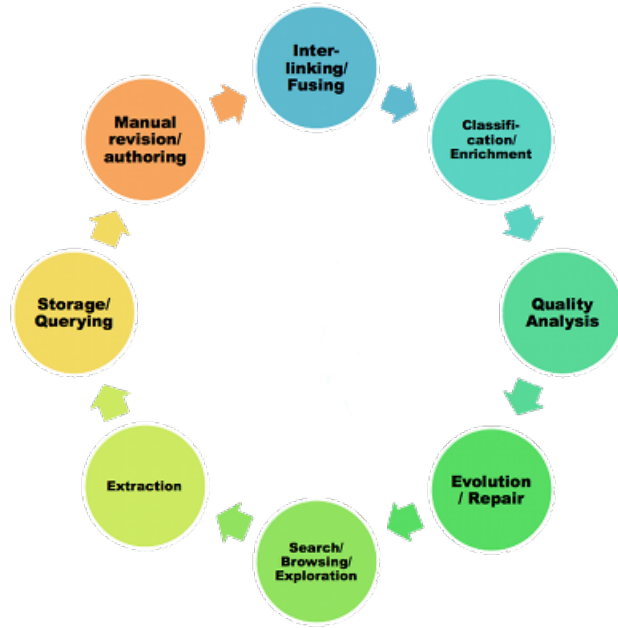 Inter-
linking/
Fusing
Classifi-
cation/
Enrichment
Quality
Analysis
Evolution
/ Repair
Search/
Browsing/
Exploration
Extraction
Storage/
Querying
Manual
revision/
authoring